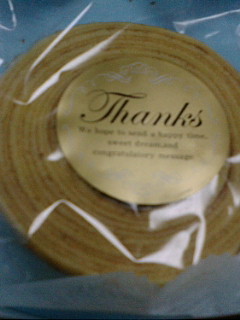 Thanks
We hope to send a happy time,
sweet dream,and
congratulatory message